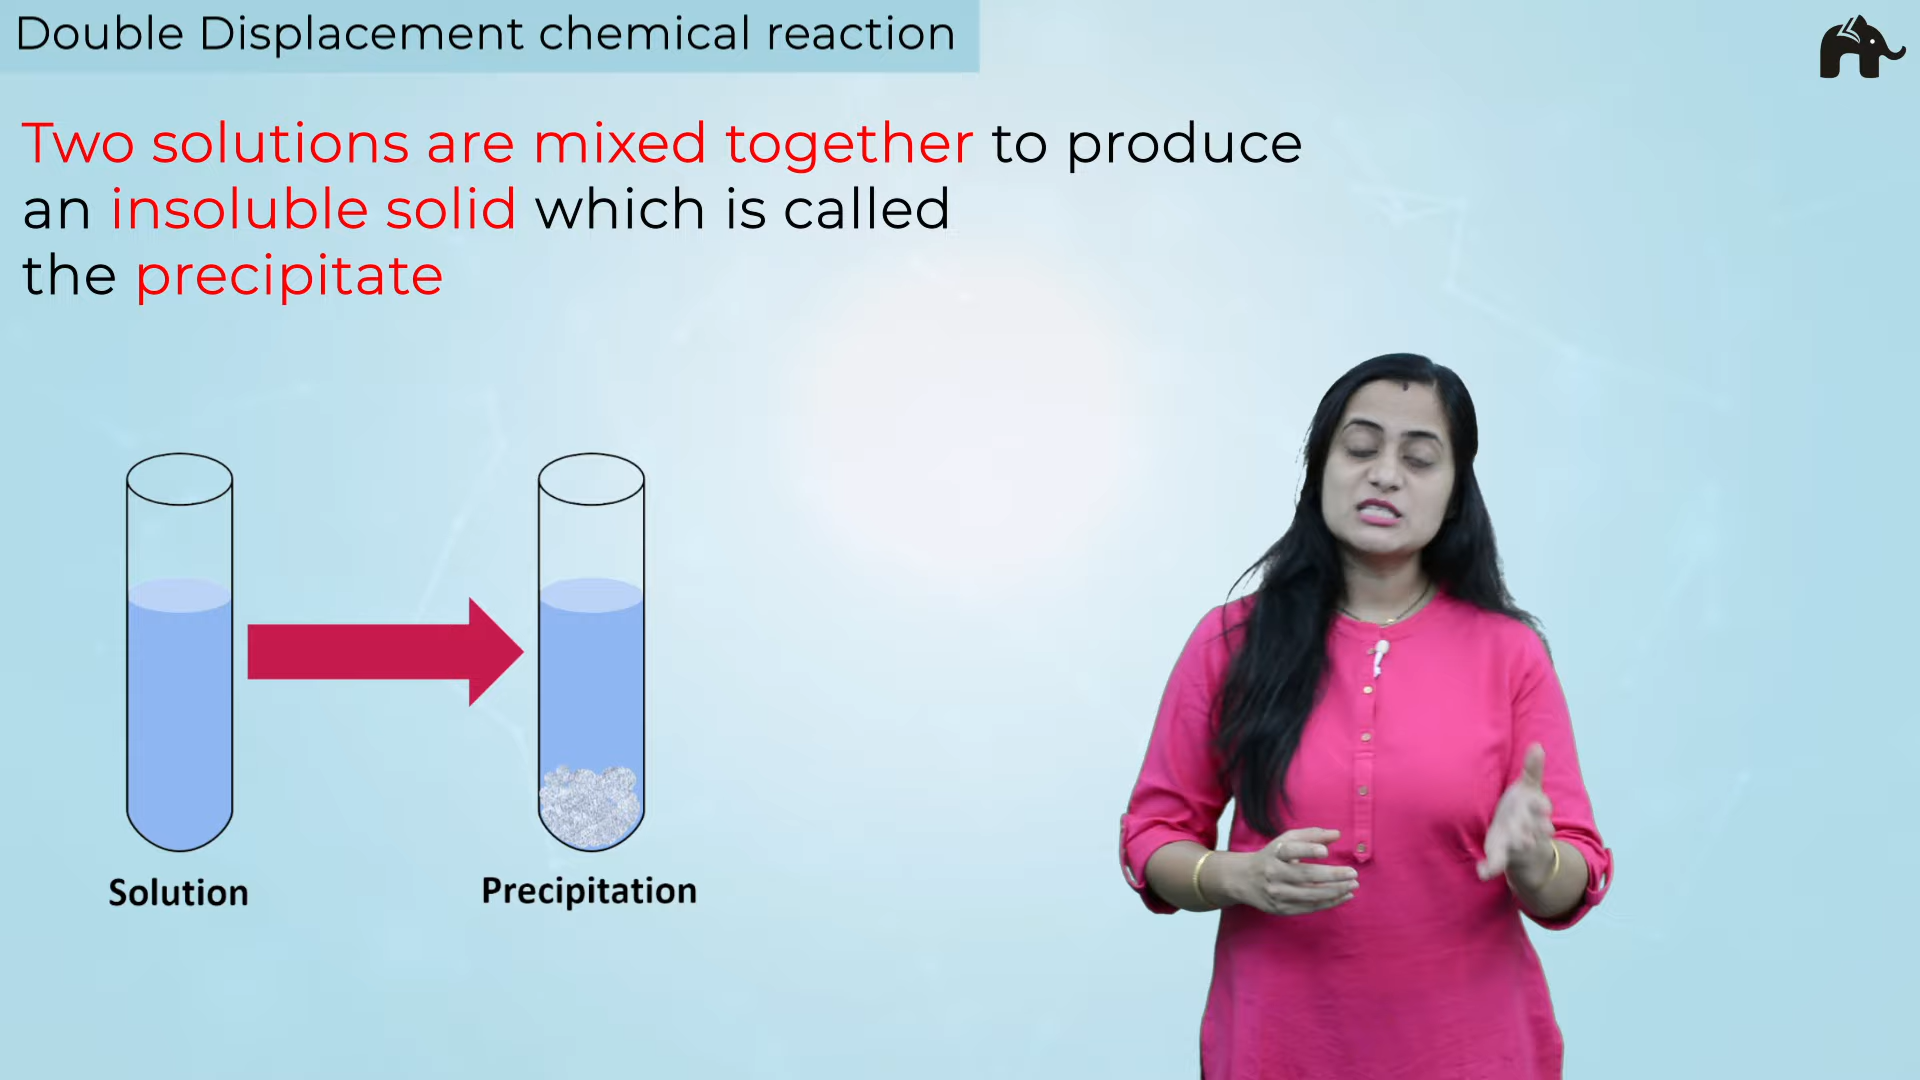 Double Displacement chemical reaction
Two solutions are mixed together to produce
an insoluble solid which is called
the precipitate
Solution
Precipitation